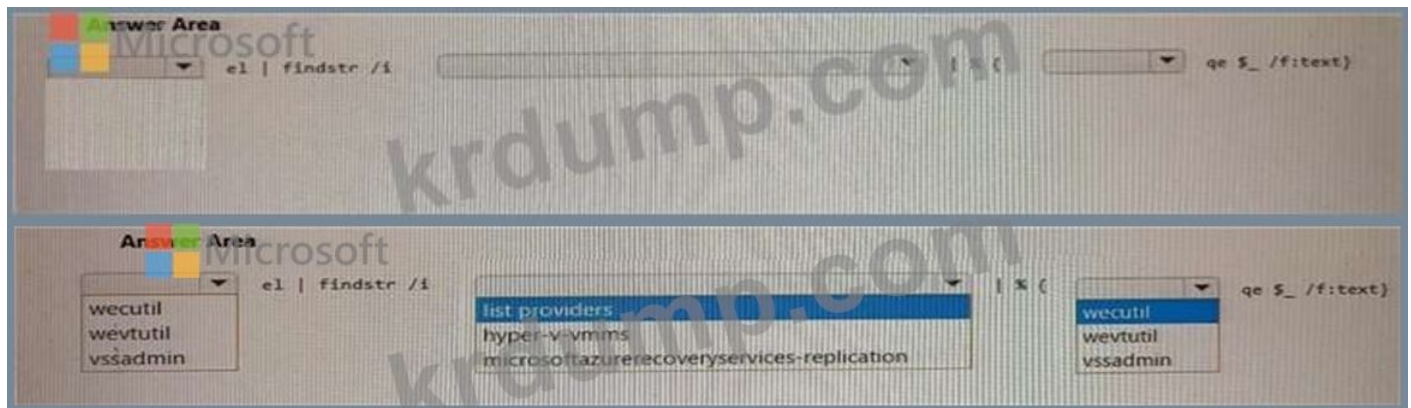 Answer Area
Microsoft
el | findstr /i | % { qe $_ /f:text}
krdump.com
Answer Area
Microsoft
el | findstr /i | % { qe $_ /f:text}
wecutil
wevtutil
vssadmin
list providers
hyper-v-vmms
microsoftazurerecoveryservices-replication
wecutil
wevtutil
vssadmin
krdump.com